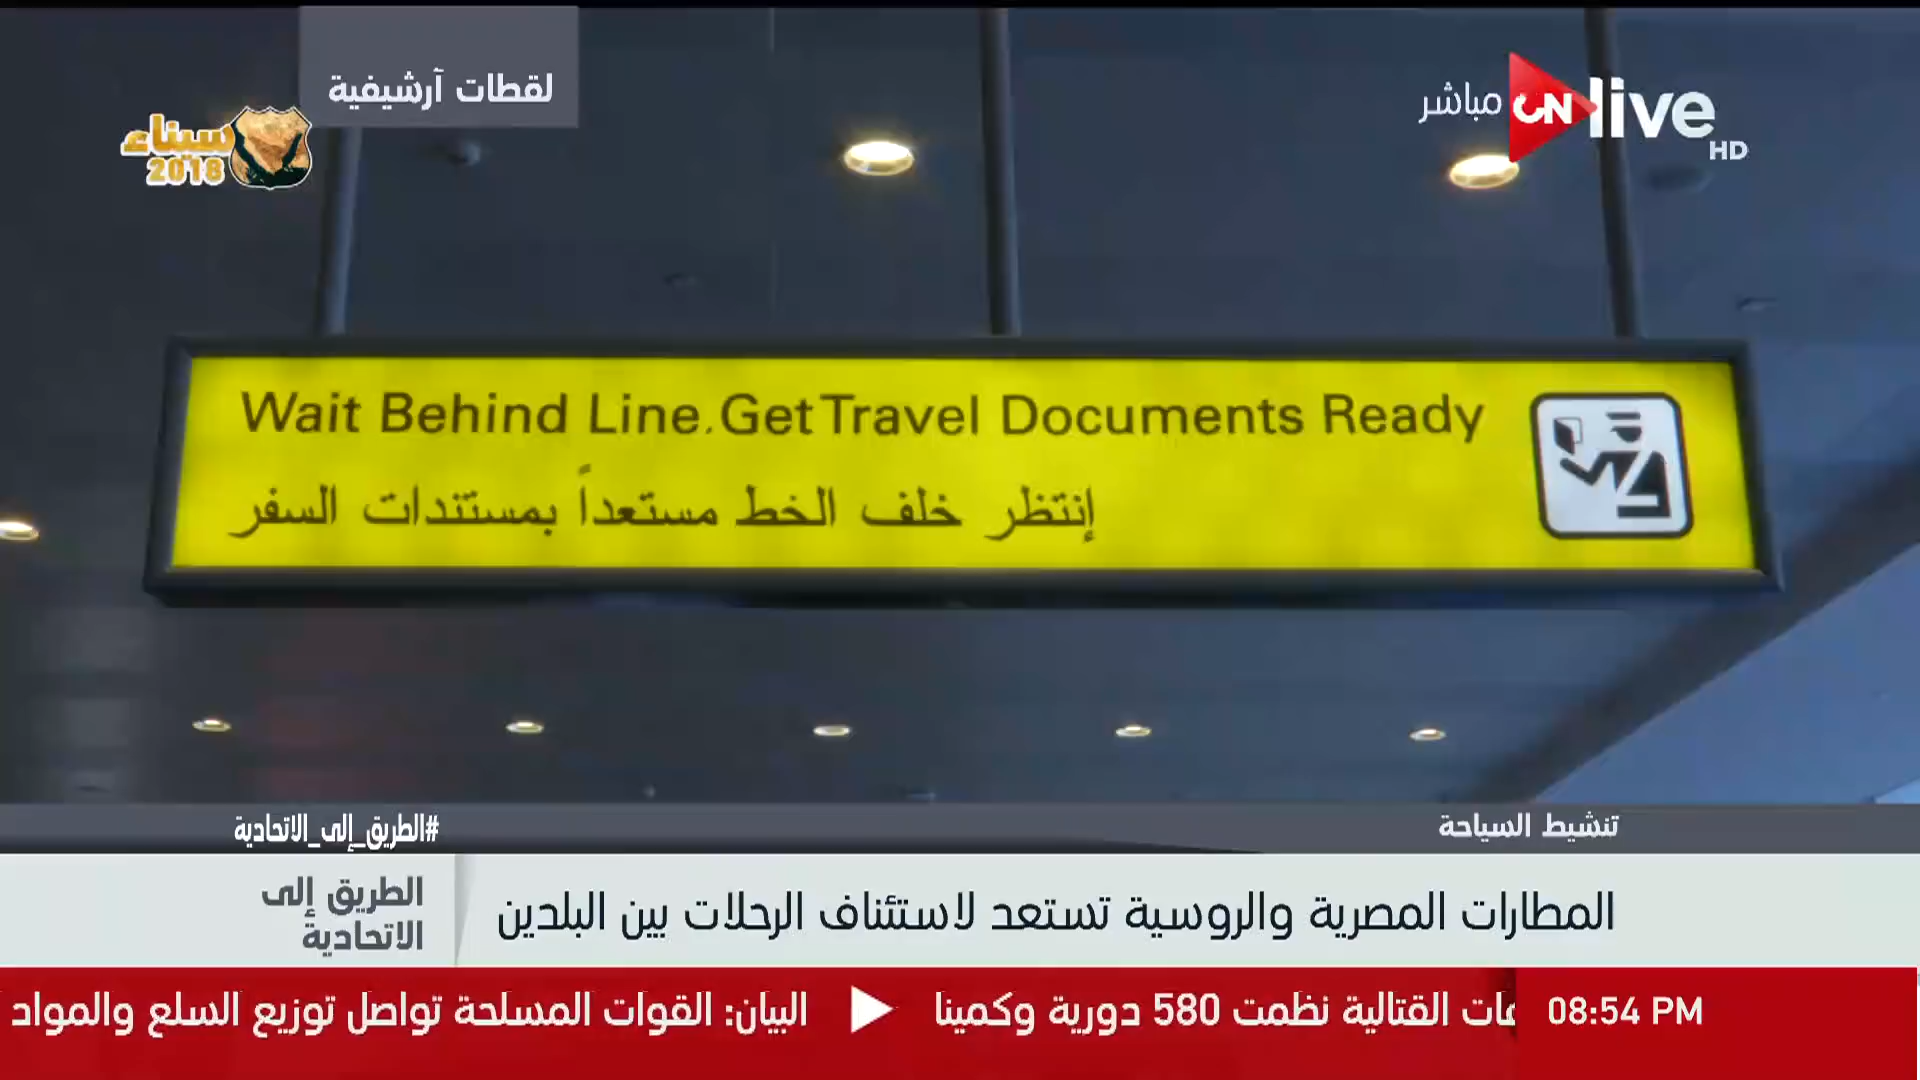 لقطات آرشيفية
سيناء
2018
مباشر ON live
HD
Wait Behind Line. Get Travel Documents Ready
إنتظر خلف الخط مستعداً بمستندات السفر
تنشيط السياحة
#الطريق_إلى_الاتحادية
المطارات المصرية والروسية تستعد لاستئناف الرحلات بين البلدين
الطريق إلى
الاتحادية
08:54 PM
القتالية نظمت 580 دورية وكمينا
البيان: القوات المسلحة تواصل توزيع السلع والمواد